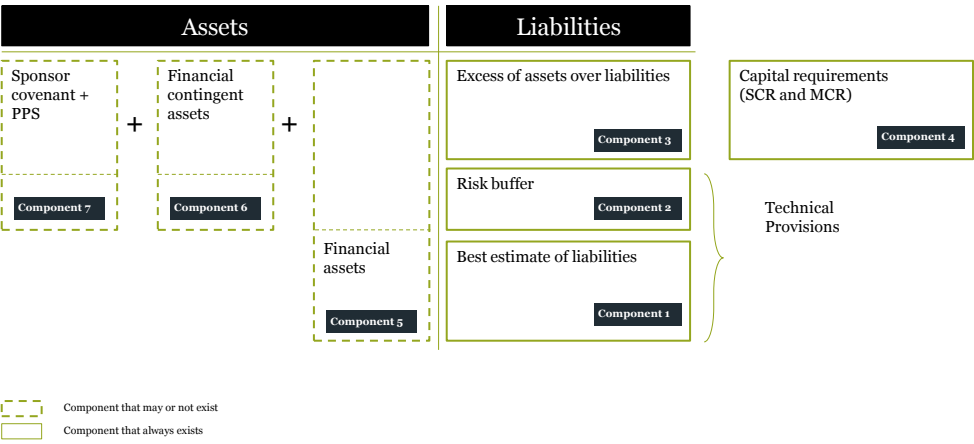 Assets
Liabilities
Sponsor
covenant +
PPS
Component 7
+
Financial
contingent
assets
Component 6
+
Financial
assets
Component 5
Excess of assets over liabilities
Component 3
Risk buffer
Component 2
Best estimate of liabilities
Component 1
Capital requirements
(SCR and MCR)
Component 4
Technical
Provisions
Component that may or not exist
Component that always exists